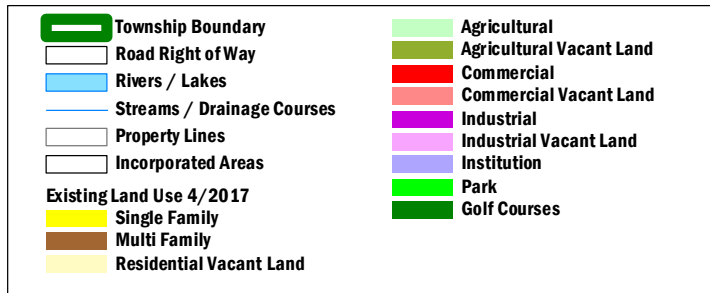 Township Boundary
Road Right of Way
Rivers / Lakes
Streams / Drainage Courses
Property Lines
Incorporated Areas
Existing Land Use 4/2017
Single Family
Multi Family
Residential Vacant Land
Agricultural
Agricultural Vacant Land
Commercial
Commercial Vacant Land
Industrial
Industrial Vacant Land
Institution
Park
Golf Courses